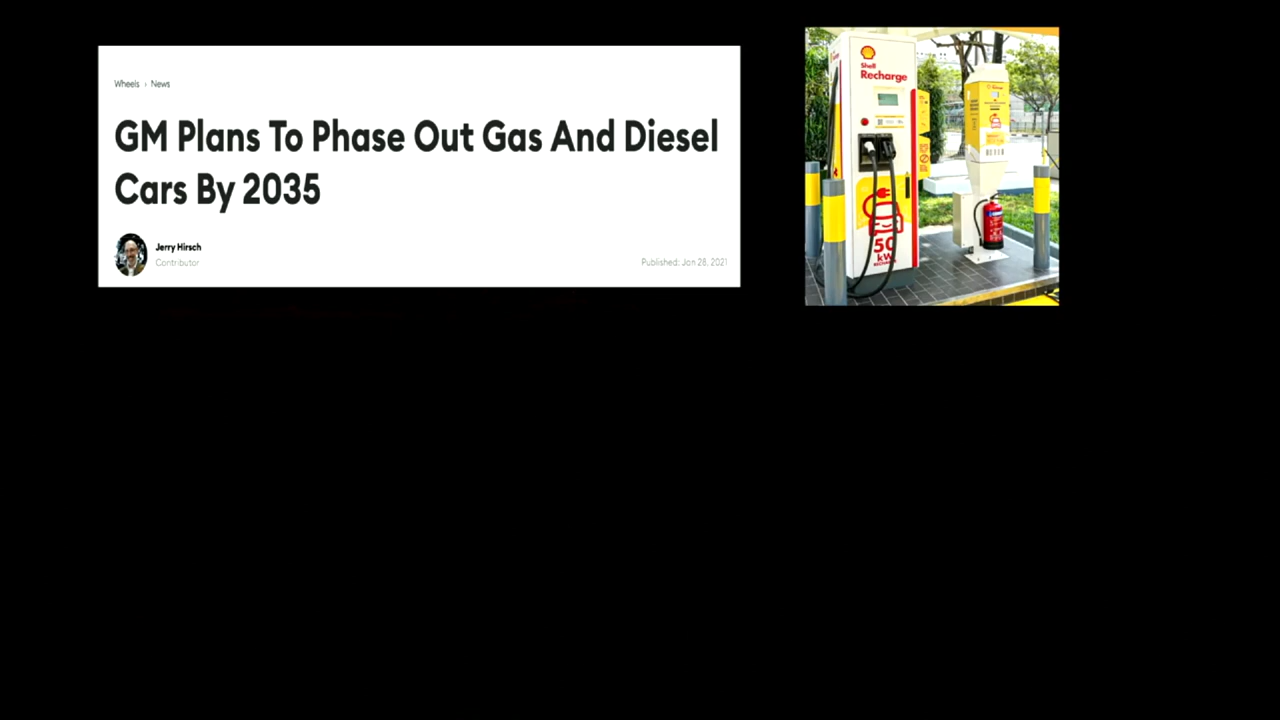 Wheels › News
GM Plans To Phase Out Gas And Diesel
Cars By 2035
Jerry Hirsch
Contributor
Published: Jan 28, 2021
Shell
Recharge
50
kW